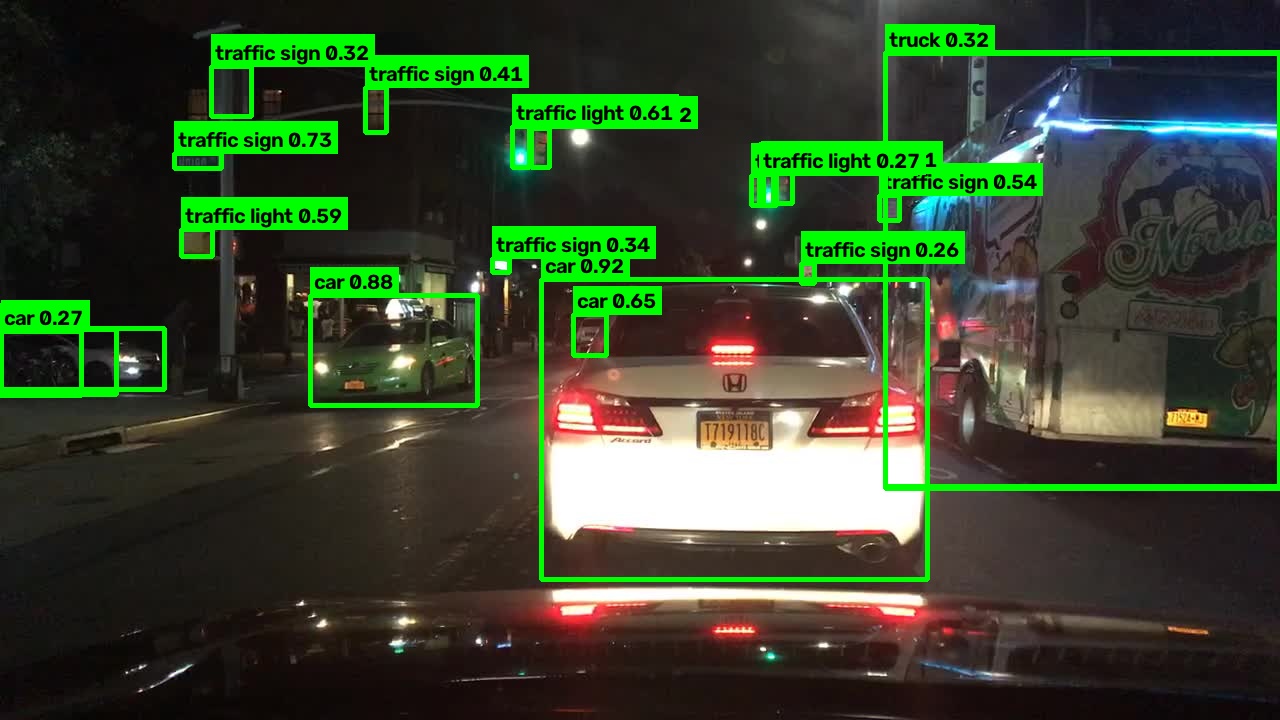 truck 0.32
traffic sign 0.32
traffic sign 0.41
traffic light 0.61 2
traffic sign 0.73
UNION
traffic light 0.27 1
traffic sign 0.54
traffic light 0.59
traffic sign 0.34
traffic sign 0.26
car 0.92
car 0.88
car 0.65
car 0.27
Accord
T719118C